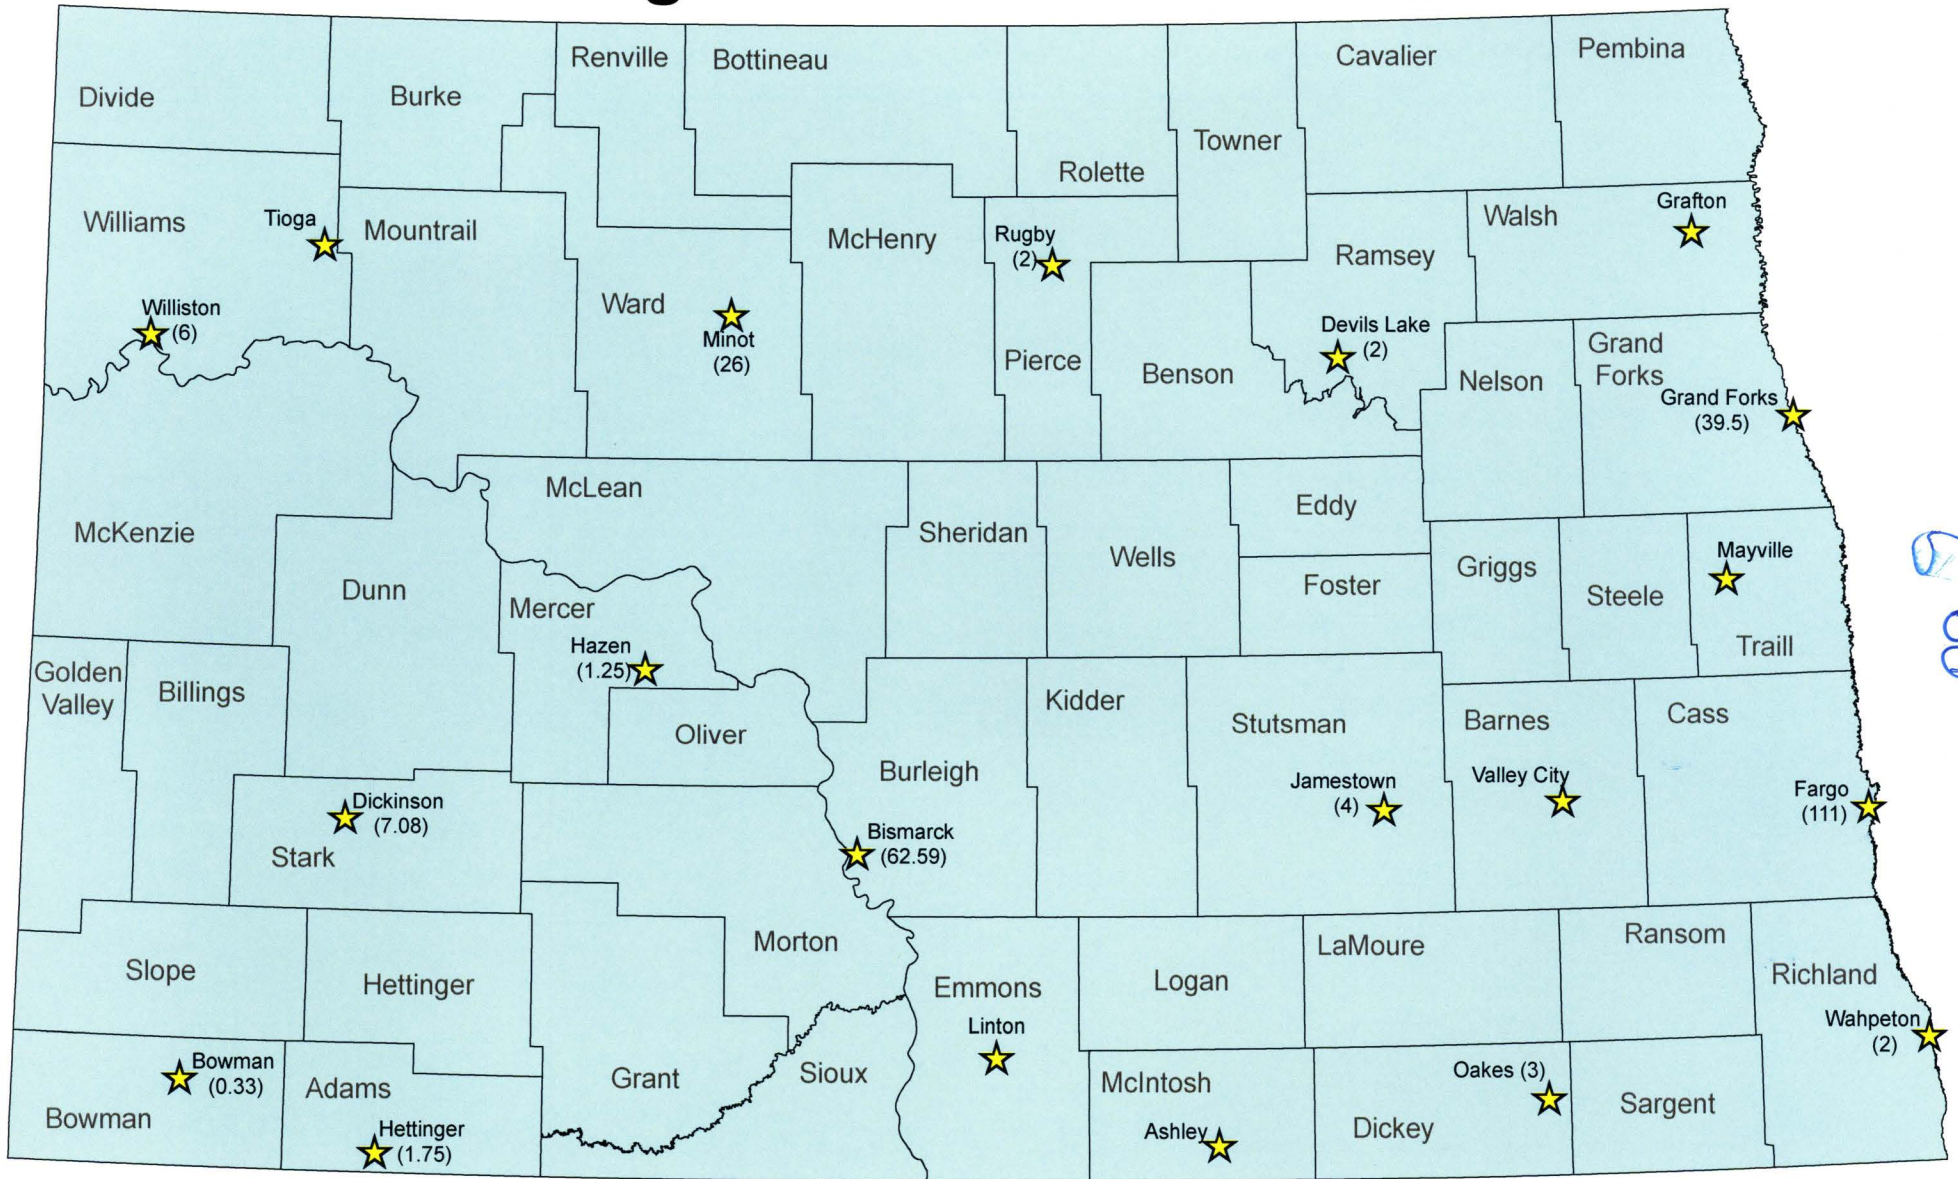 Renville
Bottineau
Cavalier
Pembina
Divide
Burke
Towner
Rolette
Williams
Tioga
Mountrail
McHenry
Rugby
(2)
Ramsey
Walsh
Grafton
Williston
(6)
Ward
Minot
(26)
Pierce
Benson
Devils Lake
(2)
Nelson
Grand
Forks
Grand Forks
(39.5)
McKenzie
McLean
Sheridan
Wells
Eddy
Foster
Griggs
Steele
Mayville
Traill
Dunn
Mercer
Hazen
(1.25)
Golden
Valley
Billings
Oliver
Burleigh
Kidder
Stutsman
Barnes
Cass
Dickinson
(7.08)
Stark
Bismarck
(62.59)
Jamestown
(4)
Valley City
Fargo
(111)
Slope
Hettinger
Morton
Emmons
Linton
Logan
LaMoure
Ransom
Richland
Wahpeton
(2)
Bowman
(0.33)
Bowman
Adams
Hettinger
(1.75)
Grant
Sioux
McIntosh
Ashley
Dickey
Oakes (3)
Sargent